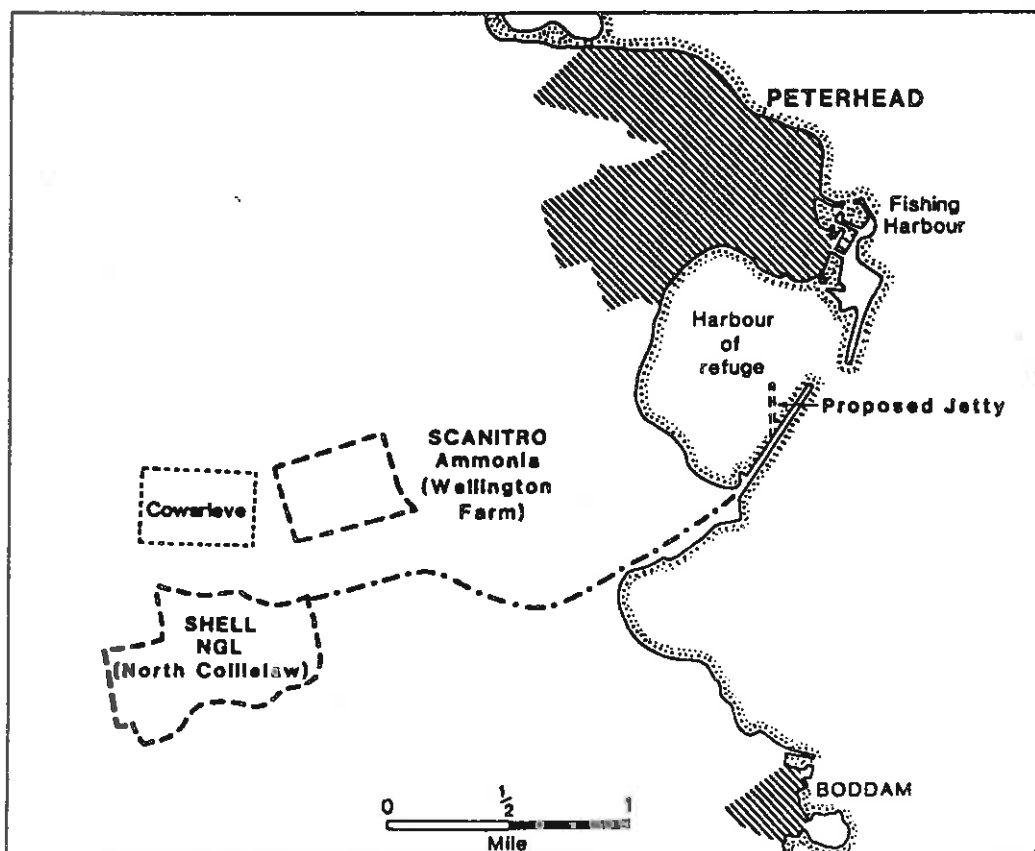 PETERHEAD
Fishing
Harbour
Harbour
of
refuge
Proposed Jetty
SCANITRO
Ammonia
(Wellington
Farm)
Cowsrieve
SHELL
NGL
(North Collielaw)
BODDAM
0 1/2 1
Mile